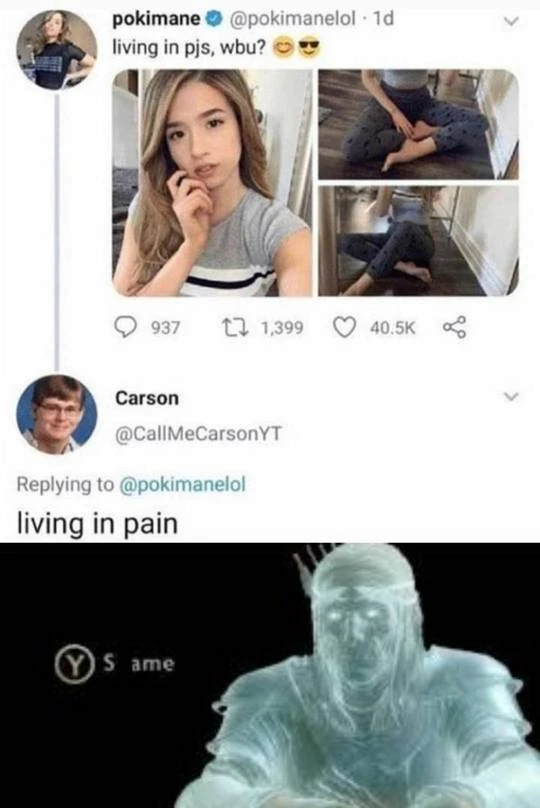 pokimane @pokimanelol · 1d
living in pjs, wbu? 😊😎
937 1,399 40.5K
Carson
@CallMeCarsonYT
Replying to @pokimanelol
living in pain
Y S ame